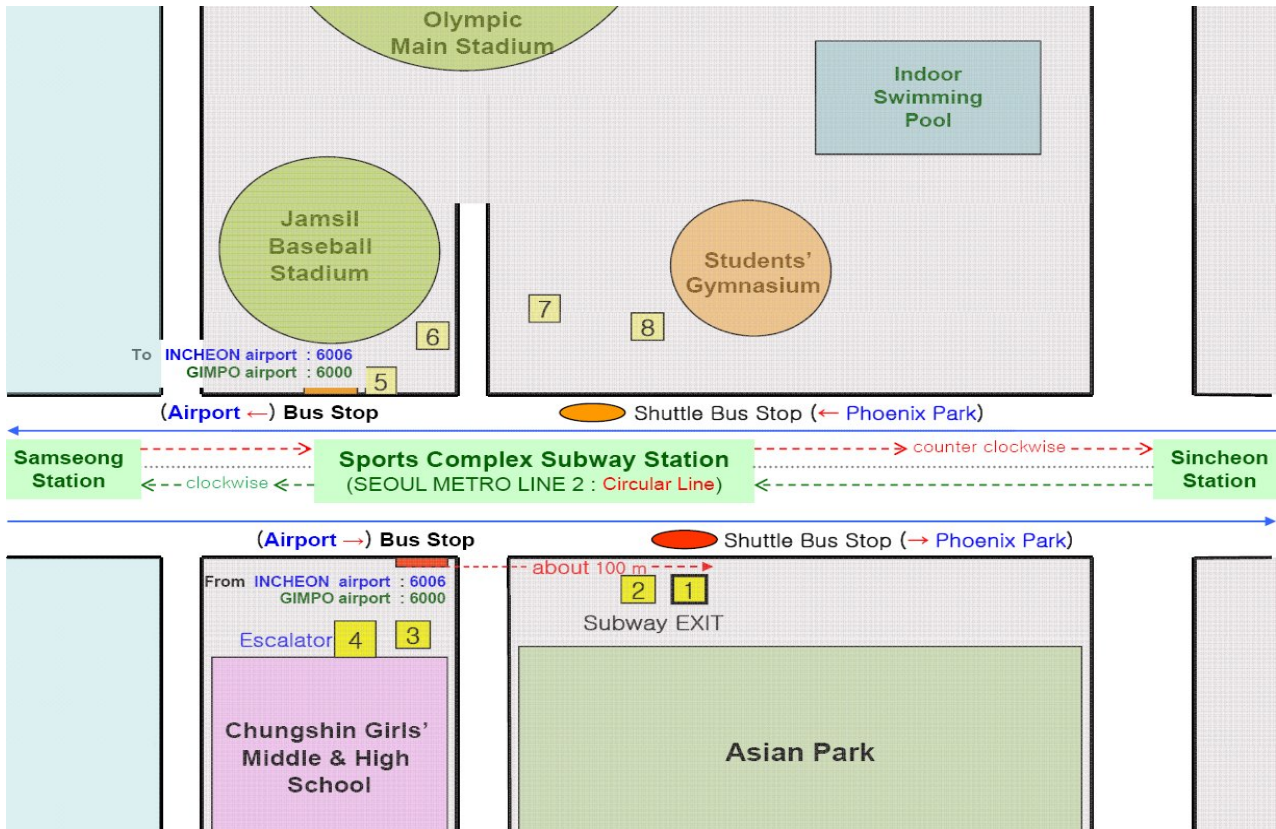 Olympic
Main Stadium
Indoor
Swimming
Pool
Jamsil
Baseball
Stadium
Students'
Gymnasium
7
8
6
To INCHEON airport : 6006
GIMPO airport : 6000
5
(Airport ←) Bus Stop
Shuttle Bus Stop (← Phoenix Park)
Samseong
Station
Sports Complex Subway Station
(SEOUL METRO LINE 2 : Circular Line)
counter clockwise
clockwise
Sincheon
Station
(Airport →) Bus Stop
Shuttle Bus Stop (→ Phoenix Park)
about 100 m
From INCHEON airport : 6006
GIMPO airport : 6000
2
1
Subway EXIT
Escalator
4
3
Chungshin Girls'
Middle & High
School
Asian Park